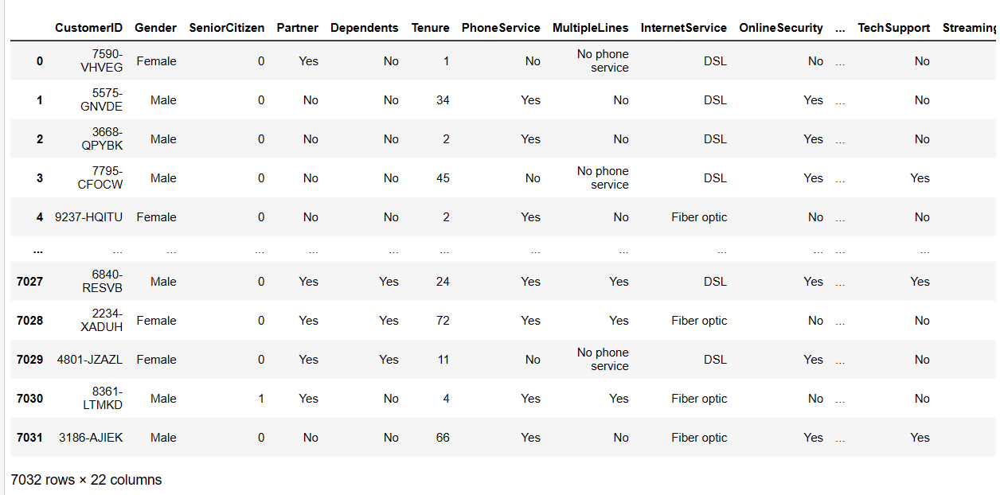 CustomerID Gender SeniorCitizen Partner Dependents Tenure PhoneService MultipleLines InternetService OnlineSecurity ... TechSupport Streaming
0 7590-VHVEG Female 0 Yes No 1 No No phone service DSL No ... No
1 5575-GNVDE Male 0 No No 34 Yes No DSL Yes ... No
2 3668-QPYBK Male 0 No No 2 Yes No DSL Yes ... No
3 7795-CFOCW Male 0 No No 45 No No phone service DSL Yes ... Yes
4 9237-HQITU Female 0 No No 2 Yes No Fiber optic No ... No
... ... ... ... ... ... ... ... ... ... ... ... ...
7027 6840-RESVB Male 0 Yes Yes 24 Yes Yes DSL Yes ... Yes
7028 2234-XADUH Female 0 Yes Yes 72 Yes Yes Fiber optic No ... No
7029 4801-JZAZL Female 0 Yes Yes 11 No No phone service DSL Yes ... No
7030 8361-LTMKD Male 1 Yes No 4 Yes Yes Fiber optic No ... No
7031 3186-AJIEK Male 0 No No 66 Yes No Fiber optic Yes ... Yes
7032 rows × 22 columns